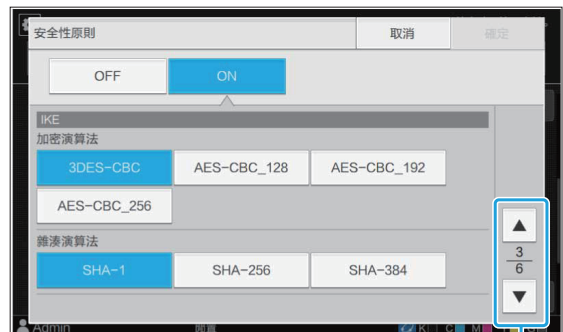 安全性原則 取消 確定
OFF ON
IKE
加密演算法
3DES-CBC AES-CBC_128 AES-CBC_192
AES-CBC_256
雜湊演算法
SHA-1 SHA-256 SHA-384
3
6
Admin 閒置 K C M